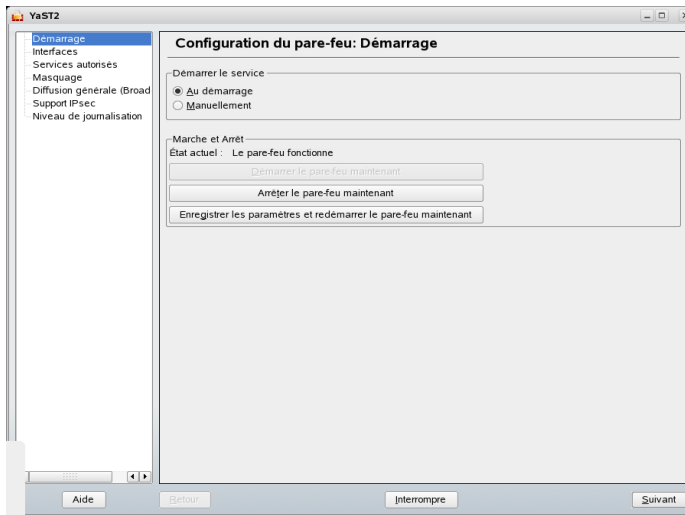 YaST2
Démarrage
Interfaces
Services autorisés
Masquage
Diffusion générale (Broad
Support IPsec
Niveau de journalisation
Configuration du pare-feu: Démarrage
Démarrer le service
Au démarrage
Manuellement
Marche et Arrêt
État actuel : Le pare-feu fonctionne
Démarrer le pare-feu maintenant
Arrêter le pare-feu maintenant
Enregistrer les paramètres et redémarrer le pare-feu maintenant
Aide
Retour
Interrompre
Suivant